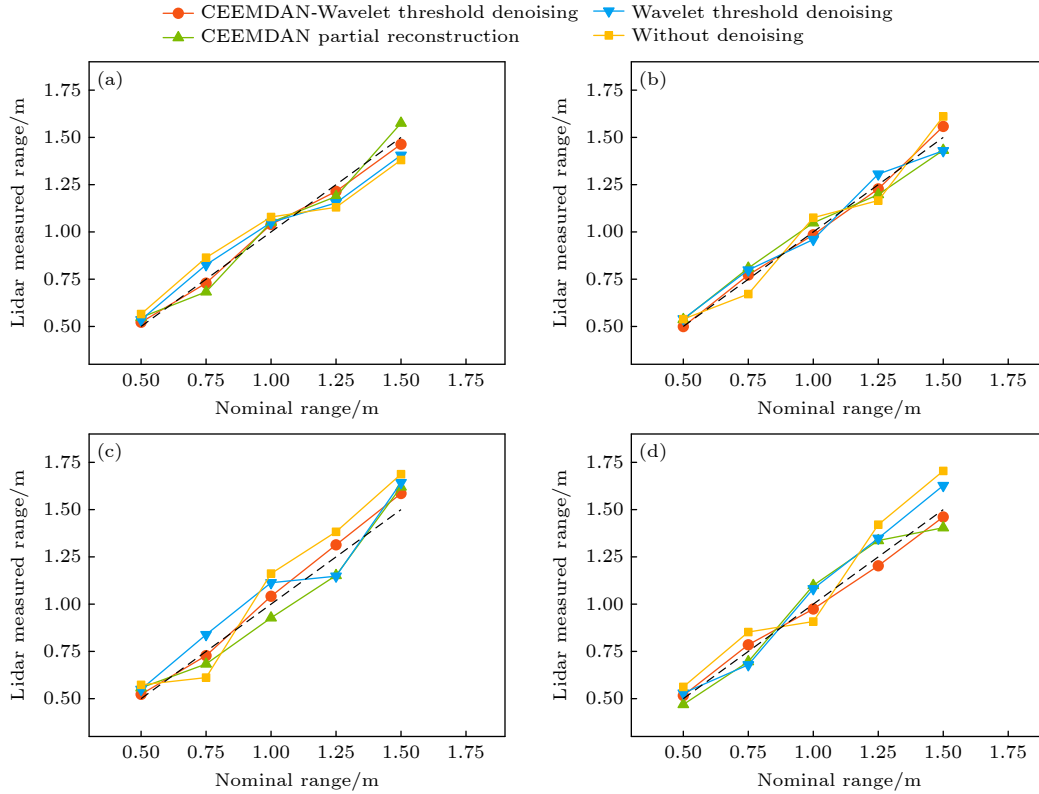 CEEMDAN-Wavelet threshold denoising
Wavelet threshold denoising
CEEMDAN partial reconstruction
Without denoising
(a)
Lidar measured range/m
1.75
1.50
1.25
1.00
0.75
0.50
0.50 0.75 1.00 1.25 1.50 1.75
Nominal range/m
(b)
Lidar measured range/m
1.75
1.50
1.25
1.00
0.75
0.50
0.50 0.75 1.00 1.25 1.50 1.75
Nominal range/m
(c)
Lidar measured range/m
1.75
1.50
1.25
1.00
0.75
0.50
0.50 0.75 1.00 1.25 1.50 1.75
Nominal range/m
(d)
Lidar measured range/m
1.75
1.50
1.25
1.00
0.75
0.50
0.50 0.75 1.00 1.25 1.50 1.75
Nominal range/m